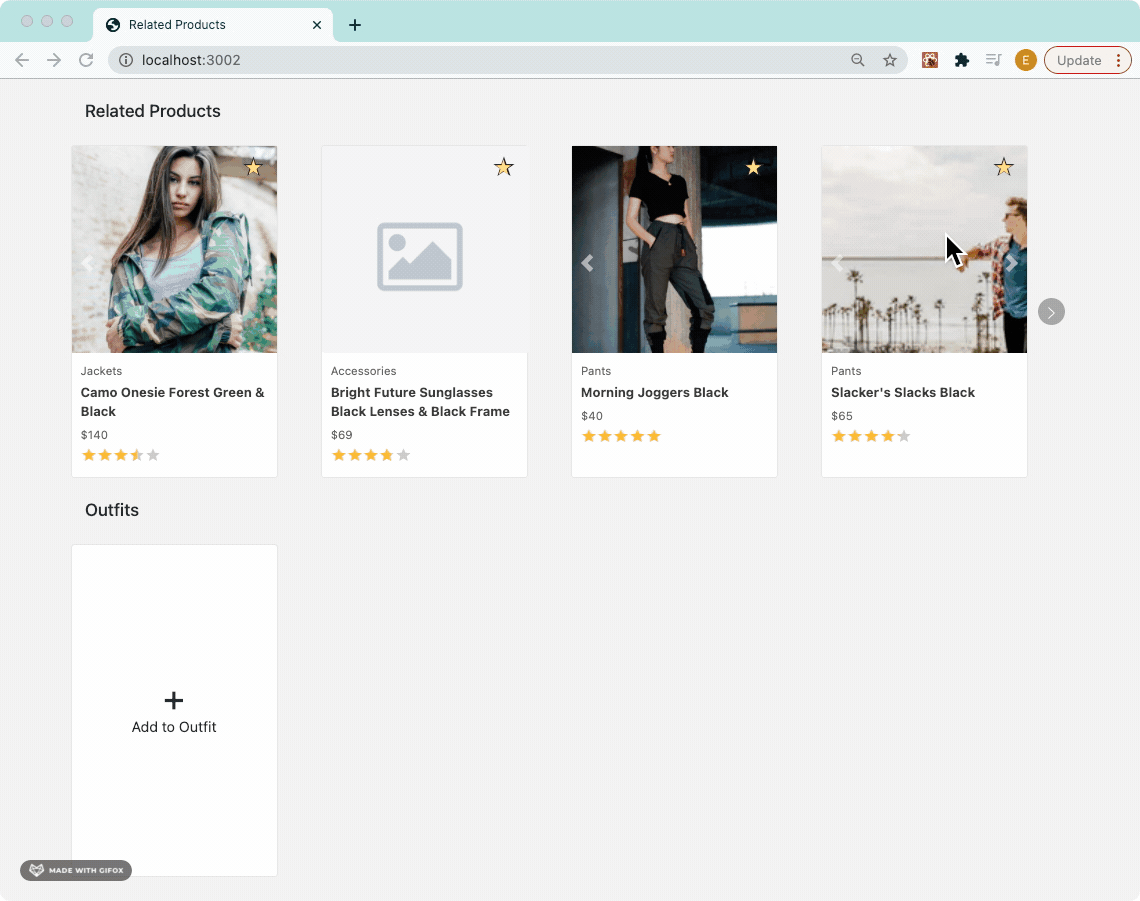 Related Products
localhost:3002
E
Update
Related Products
Jackets
Camo Onesie Forest Green &
Black
$140
Accessories
Bright Future Sunglasses
Black Lenses & Black Frame
$69
Pants
Morning Joggers Black
$40
Pants
Slacker's Slacks Black
$65
Outfits
Add to Outfit
MADE WITH GIFOX